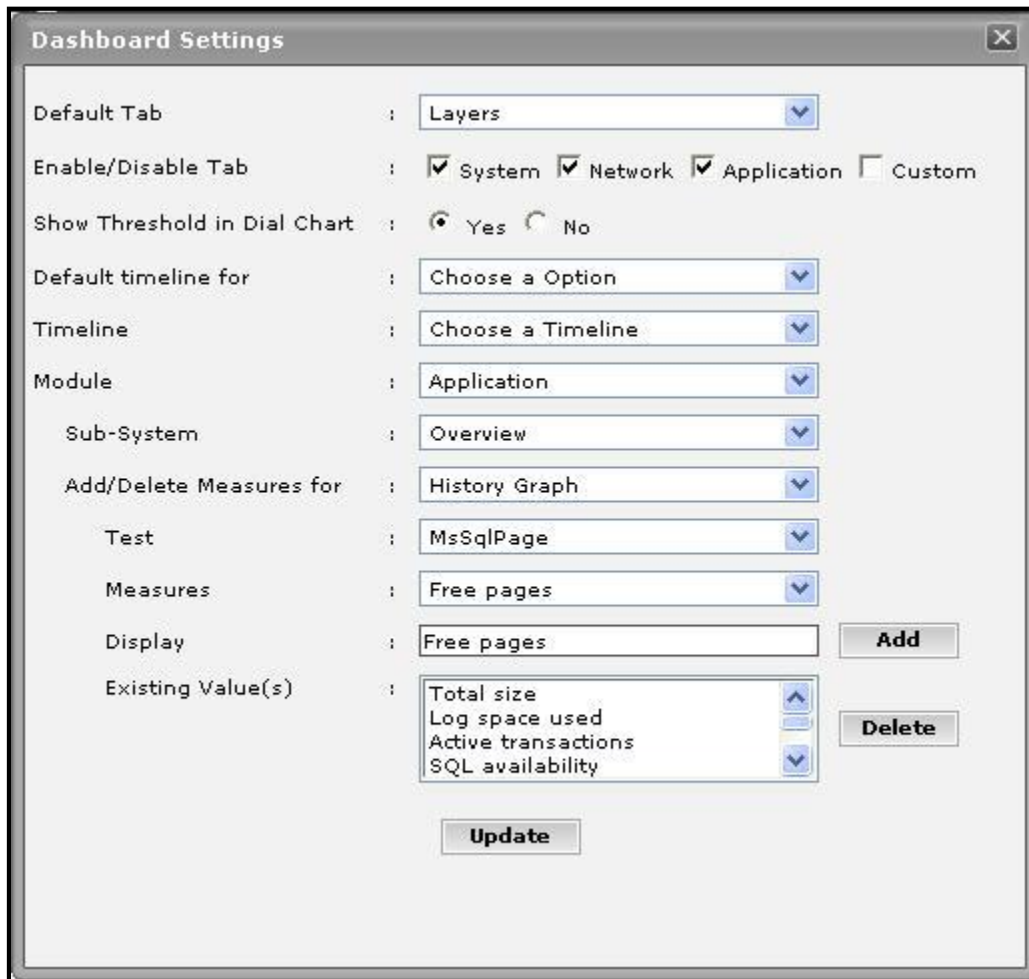 Dashboard Settings
Default Tab : Layers
Enable/Disable Tab : System Network Application Custom
Show Threshold in Dial Chart : Yes No
Default timeline for : Choose a Option
Timeline : Choose a Timeline
Module : Application
Sub-System : Overview
Add/Delete Measures for : History Graph
Test : MsSqlPage
Measures : Free pages
Display : Free pages Add
Existing Value(s) : Total size
Log space used
Active transactions
SQL availability
Delete
Update